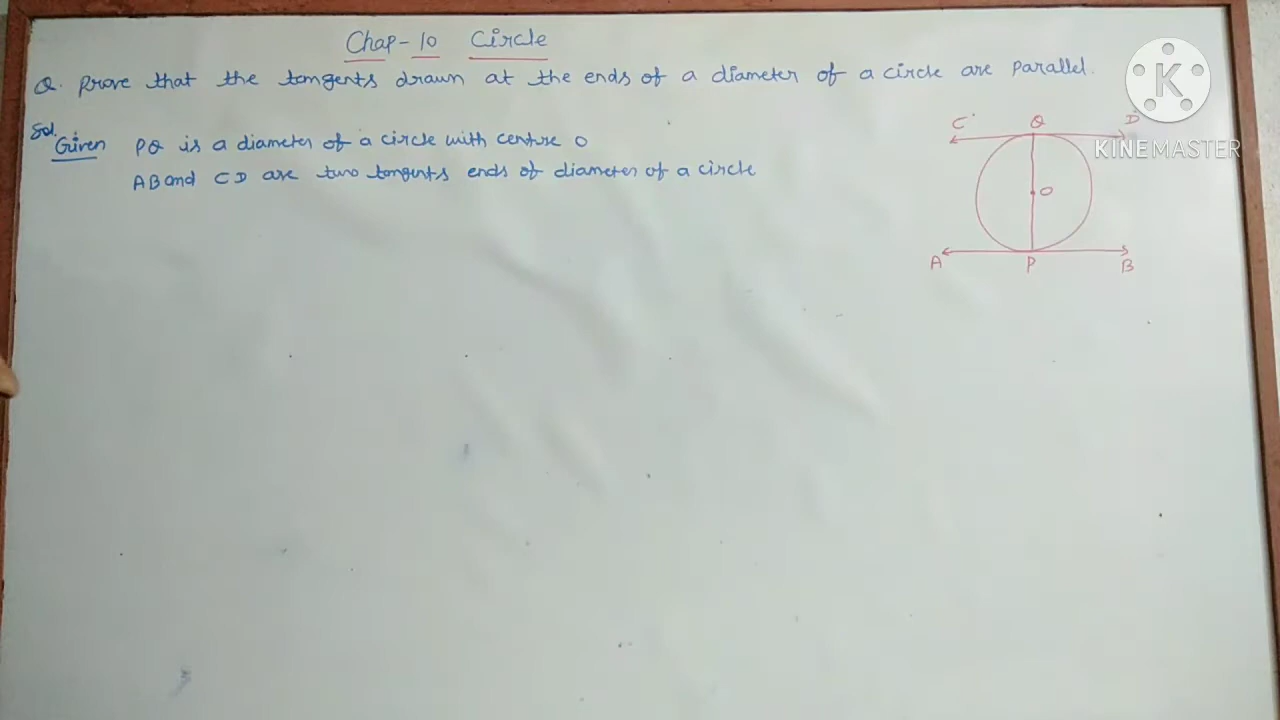 Chap-10 Circle
Q. Prove that the tangents drawn at the ends of a diameter of a circle are parallel.
Sol.
Given PQ is a diameter of a circle with centre O
AB and CD are two tangents ends of diameter of a circle
C Q D
O
A P B
K
KINEMASTER